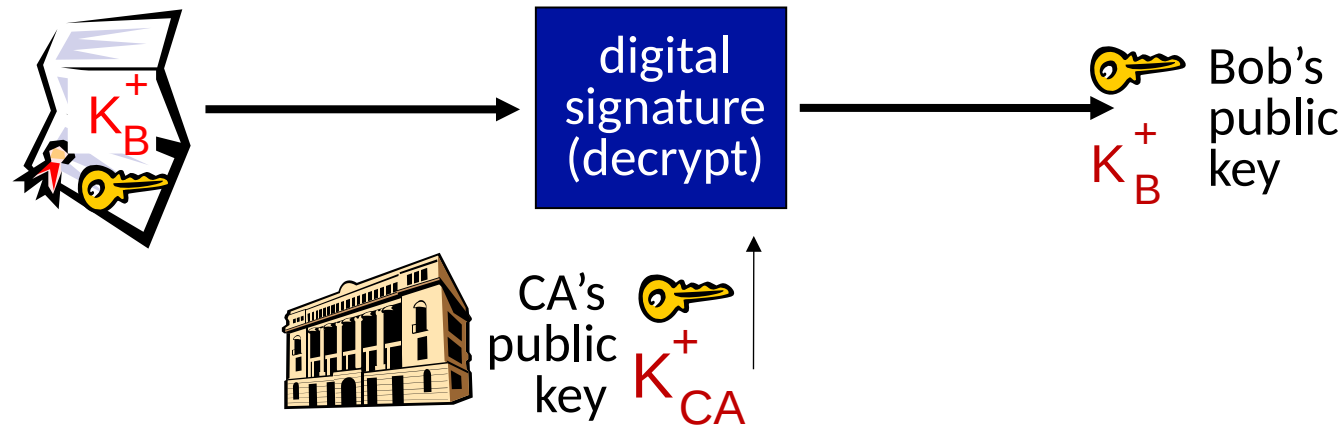 K+B
digital
signature
(decrypt)
K+B
Bob's
public
key
CA's
public
key
K+CA